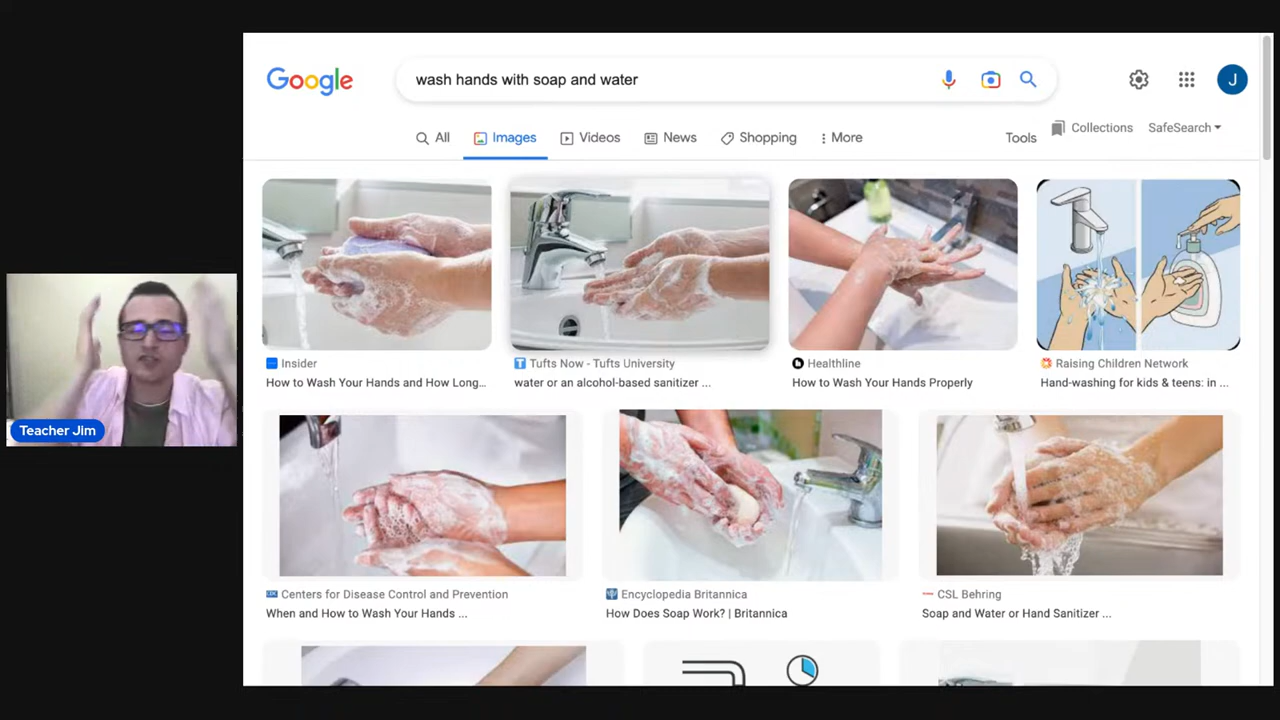 Google
wash hands with soap and water
J
All
Images
Videos
News
Shopping
More
Tools
Collections
SafeSearch
Insider
How to Wash Your Hands and How Long...
Tufts Now - Tufts University
water or an alcohol-based sanitizer ...
Healthline
How to Wash Your Hands Properly
Raising Children Network
Hand-washing for kids & teens: in ...
Teacher Jim
Centers for Disease Control and Prevention
When and How to Wash Your Hands ...
Encyclopedia Britannica
How Does Soap Work? | Britannica
CSL Behring
Soap and Water or Hand Sanitizer ...